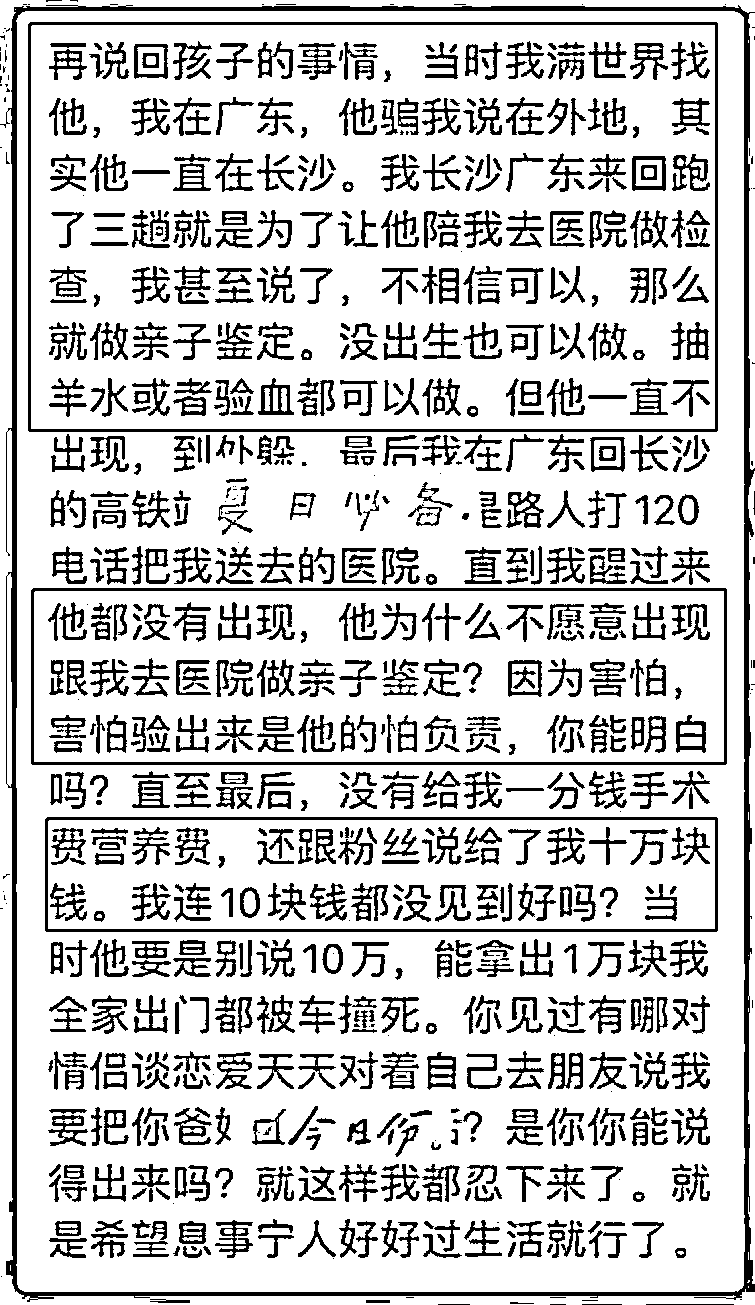 再说回孩子的事情，当时我满世界找
他，我在广东，他骗我说在外地，其
实他一直在长沙。我长沙广东来回跑
了三趟就是为了让他陪我去医院做检
查，我甚至说了，不相信可以，那么
就做亲子鉴定。没出生也可以做。抽
羊水或者验血都可以做。但他一直不
出现，到处躲．最后我在广东回长沙
的高铁 夏日必备 路人打120
电话把我送去的医院。直到我醒过来
他都没有出现，他为什么不愿意出现
跟我去医院做亲子鉴定？因为害怕，
害怕验出来是他的怕负责，你能明白
吗？直至最后，没有给我一分钱手术
费营养费，还跟粉丝说给了我十万块
钱。我连10块钱都没见到好吗？当
时他要是别说10万，能拿出1万块我
全家出门都被车撞死。你见过有哪对
情侣谈恋爱天天对着自己去朋友说我
要把你爸 今日 ？是你你能说
得出来吗？就这样我都忍下来了。就
是希望息事宁人好好过生活就行了。